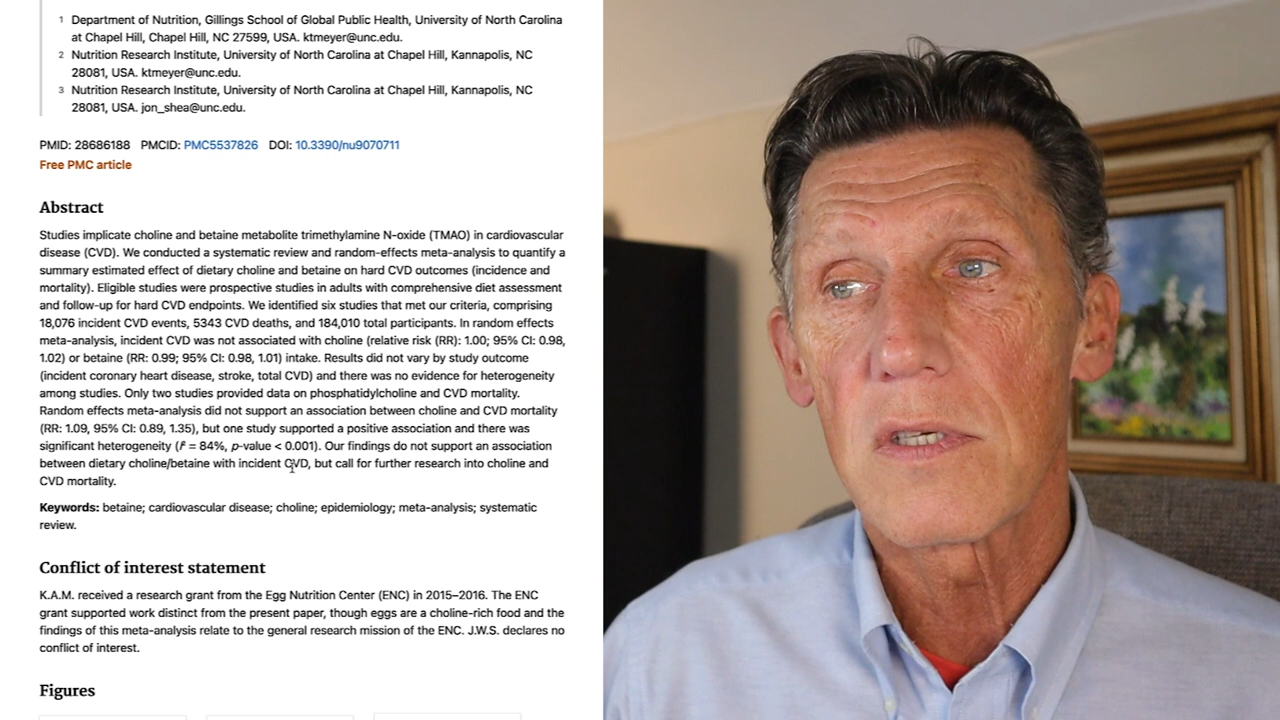 1 Department of Nutrition, Gillings School of Global Public Health, University of North Carolina
at Chapel Hill, Chapel Hill, NC 27599, USA. ktmeyer@unc.edu.
2 Nutrition Research Institute, University of North Carolina at Chapel Hill, Kannapolis, NC
28081, USA. ktmeyer@unc.edu.
3 Nutrition Research Institute, University of North Carolina at Chapel Hill, Kannapolis, NC
28081, USA. jon_shea@unc.edu.
PMID: 28686188 PMCID: PMC5537826 DOI: 10.3390/nu9070711
Free PMC article
Abstract
Studies implicate choline and betaine metabolite trimethylamine N-oxide (TMAO) in cardiovascular
disease (CVD). We conducted a systematic review and random-effects meta-analysis to quantify a
summary estimated effect of dietary choline and betaine on hard CVD outcomes (incidence and
mortality). Eligible studies were prospective studies in adults with comprehensive diet assessment
and follow-up for hard CVD endpoints. We identified six studies that met our criteria, comprising
18,076 incident CVD events, 5343 CVD deaths, and 184,010 total participants. In random effects
meta-analysis, incident CVD was not associated with choline (relative risk (RR): 1.00; 95% CI: 0.98,
1.02) or betaine (RR: 0.99; 95% CI: 0.98, 1.01) intake. Results did not vary by study outcome
(incident coronary heart disease, stroke, total CVD) and there was no evidence for heterogeneity
among studies. Only two studies provided data on phosphatidylcholine and CVD mortality.
Random effects meta-analysis did not support an association between choline and CVD mortality
(RR: 1.09, 95% CI: 0.89, 1.35), but one study supported a positive association and there was
significant heterogeneity (I² = 84%, p-value < 0.001). Our findings do not support an association
between dietary choline/betaine with incident CVD, but call for further research into choline and
CVD mortality.
Keywords: betaine; cardiovascular disease; choline; epidemiology; meta-analysis; systematic
review.
Conflict of interest statement
K.A.M. received a research grant from the Egg Nutrition Center (ENC) in 2015–2016. The ENC
grant supported work distinct from the present paper, though eggs are a choline-rich food and the
findings of this meta-analysis relate to the general research mission of the ENC. J.W.S. declares no
conflict of interest.
Figures